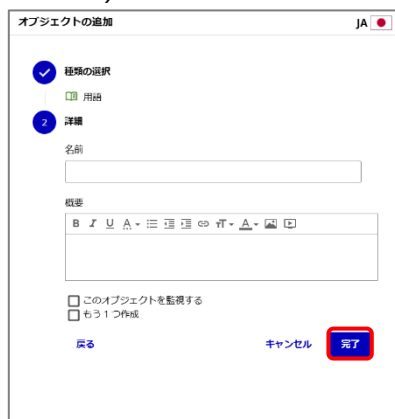 オブジェクトの追加 JA
種類の選択
用語
2 詳細
名前
概要
B I U A T A
このオブジェクトを監視する
もう1つ作成
戻る キャンセル 完了